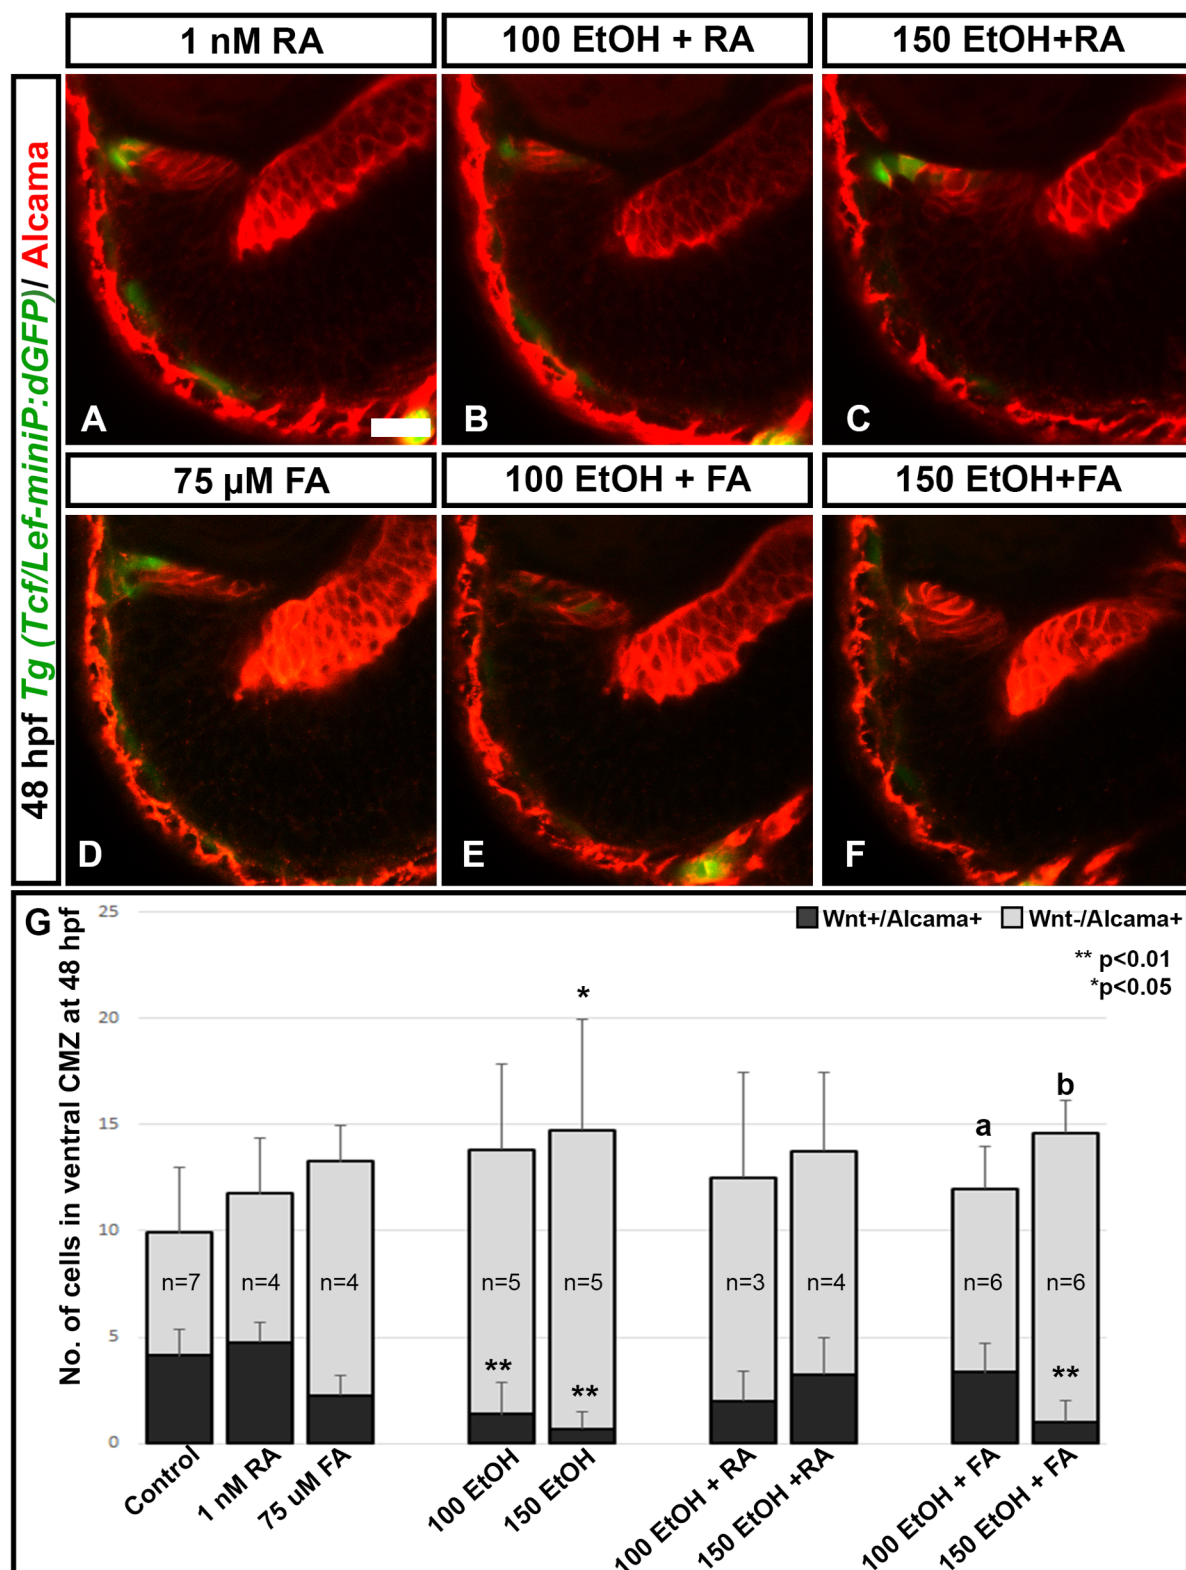 1 nM RA
100 EtOH + RA
150 EtOH+RA
48 hpf Tg (Tcf/Lef-miniP:dGFP)/ Alcama
A
B
C
75 µM FA
100 EtOH + FA
150 EtOH+FA
D
E
F
G
No. of cells in ventral CMZ at 48 hpf
Wnt+/Alcama+
Wnt-/Alcama+
** p<0.01
*p<0.05
25
20
15
10
5
0
*
a
b
n=7
n=4
n=4
n=5
n=5
n=3
n=4
n=6
n=6
**
**
**
Control
1 nM RA
75 uM FA
100 EtOH
150 EtOH
100 EtOH + RA
150 EtOH +RA
100 EtOH + FA
150 EtOH + FA